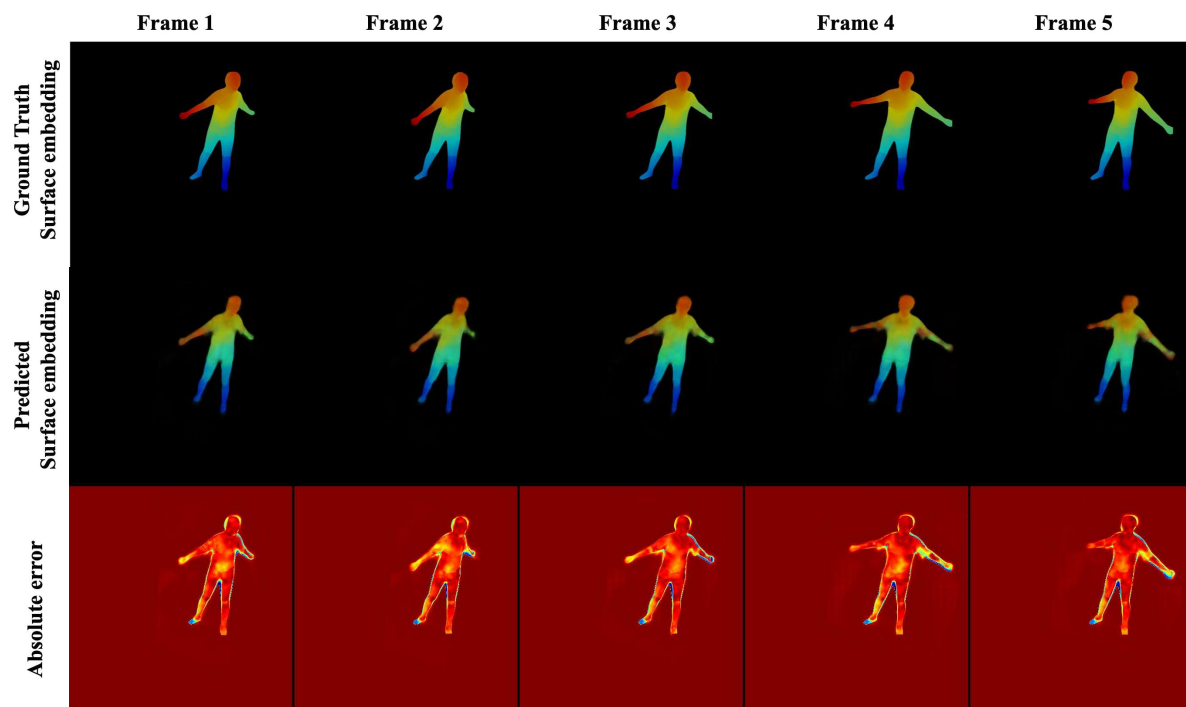 Frame 1 Frame 2 Frame 3 Frame 4 Frame 5
Ground Truth
Surface embedding
Predicted
Surface embedding
Absolute error